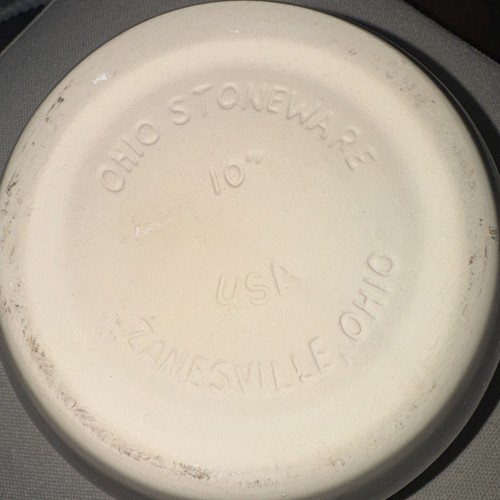 OHIO STONEWARE
10"
USA
ZANESVILLE, OHIO